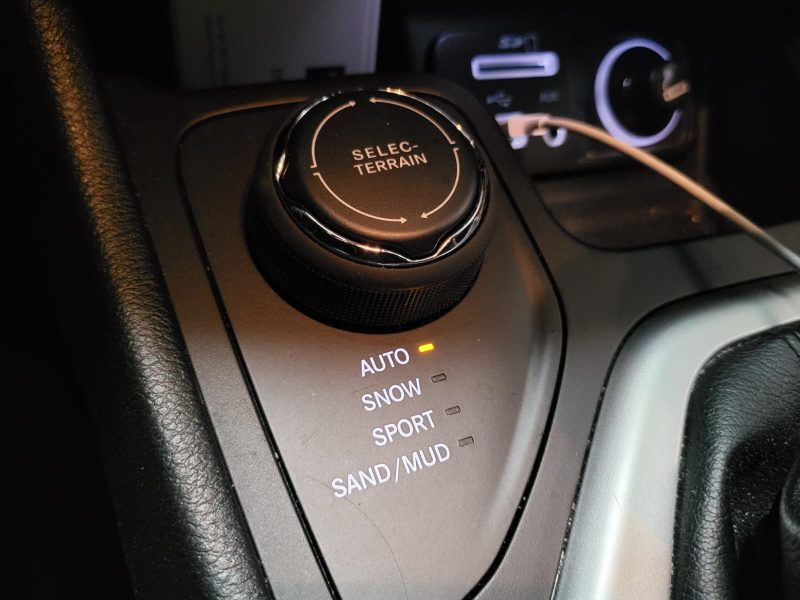 SELEC-
TERRAIN
AUTO
SNOW
SPORT
SAND/MUD